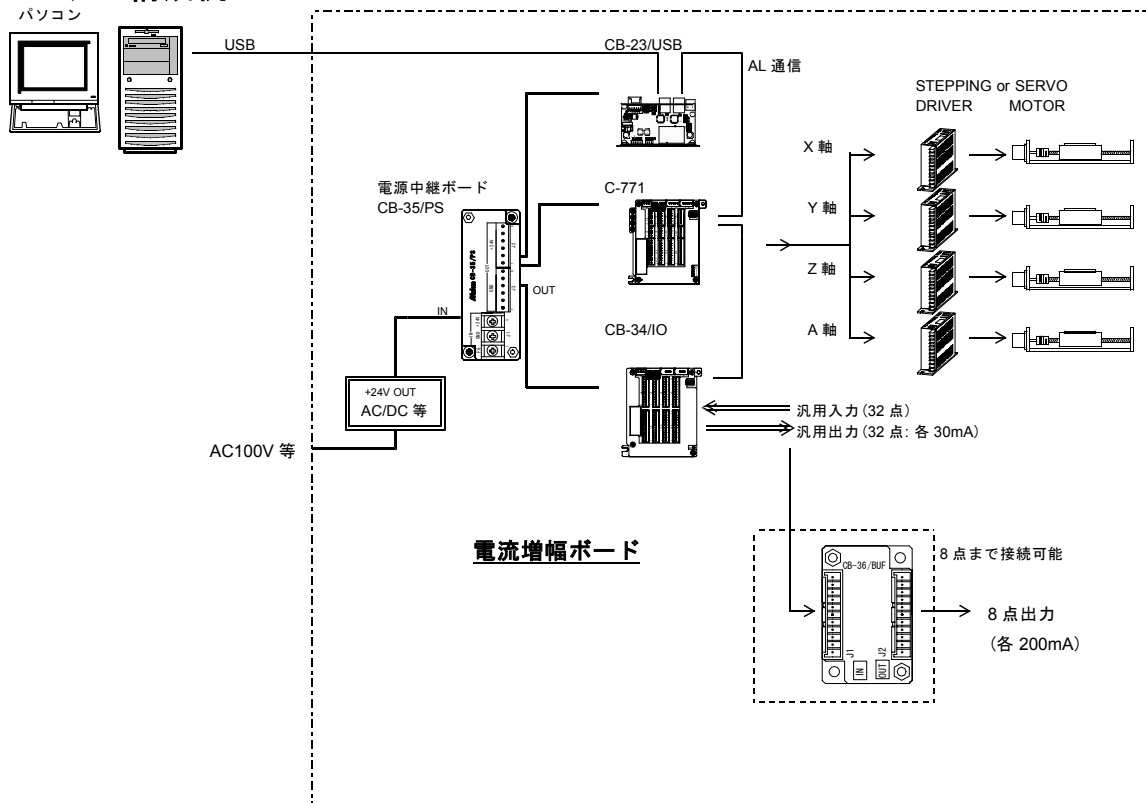 パソコン
USB
CB-23/USB
AL 通信
STEPPING or SERVO
DRIVER MOTOR
X 軸
Y 軸
Z 軸
A 軸
電源中継ボード
CB-35/PS
C-771
IN
OUT
CB-34/IO
+24V OUT
AC/DC 等
AC100V 等
汎用入力(32 点)
汎用出力(32 点: 各 30mA)
電流増幅ボード
8 点まで接続可能
CB-36/BUF
J1
IN
OUT
J2
8 点出力
(各 200mA)